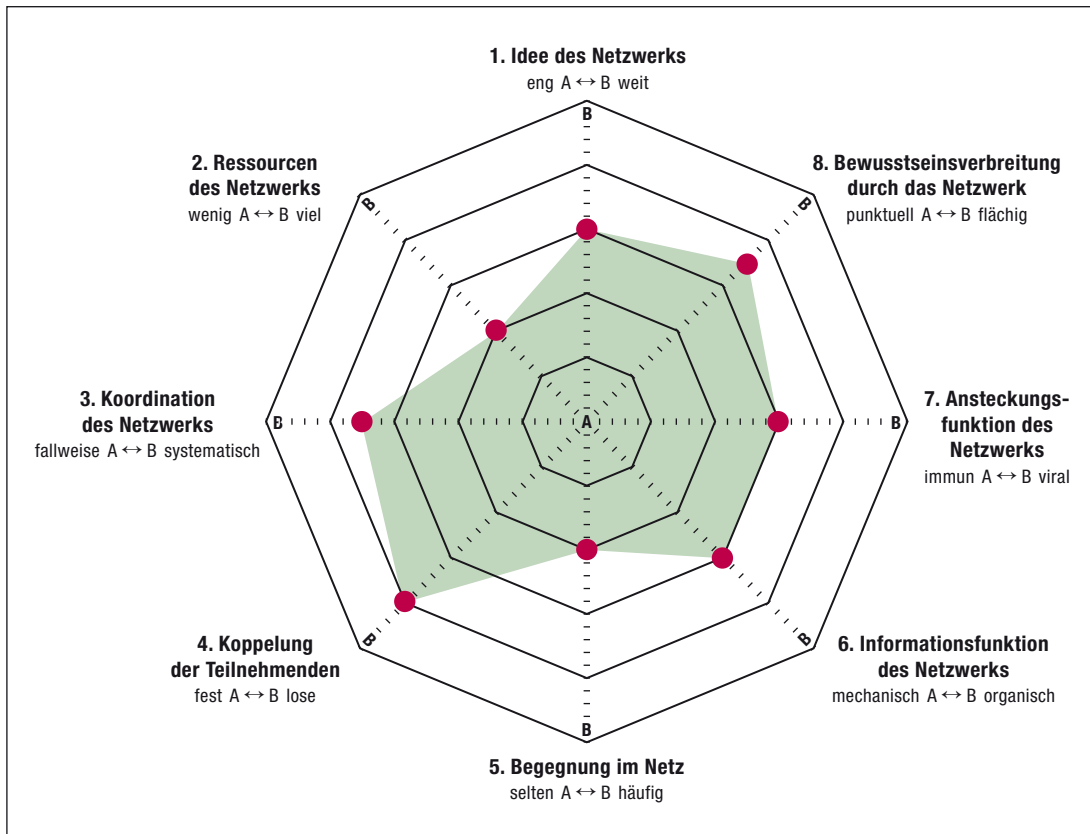 1. Idee des Netzwerks
eng A ↔ B weit
B
2. Ressourcen
des Netzwerks
wenig A ↔ B viel
B
8. Bewusstseinsverbreitung
durch das Netzwerk
punktuell A ↔ B flächig
B
3. Koordination
des Netzwerks
fallweise A ↔ B systematisch
B
A
B
7. Ansteckungs-
funktion des
Netzwerks
immun A ↔ B viral
4. Koppelung
der Teilnehmenden
fest A ↔ B lose
B
B
6. Informationsfunktion
des Netzwerks
mechanisch A ↔ B organisch
B
5. Begegnung im Netz
selten A ↔ B häufig